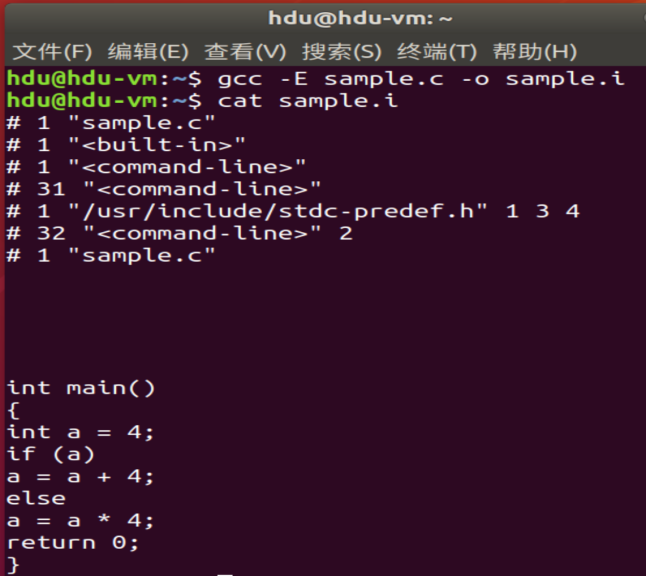 hdu@hdu-vm: ~
文件(F) 编辑(E) 查看(V) 搜索(S) 终端(T) 帮助(H)
hdu@hdu-vm:~$ gcc -E sample.c -o sample.i
hdu@hdu-vm:~$ cat sample.i
# 1 "sample.c"
# 1 "<built-in>"
# 1 "<command-line>"
# 31 "<command-line>"
# 1 "/usr/include/stdc-predef.h" 1 3 4
# 32 "<command-line>" 2
# 1 "sample.c"
int main()
{
int a = 4;
if (a)
a = a + 4;
else
a = a * 4;
return 0;
}